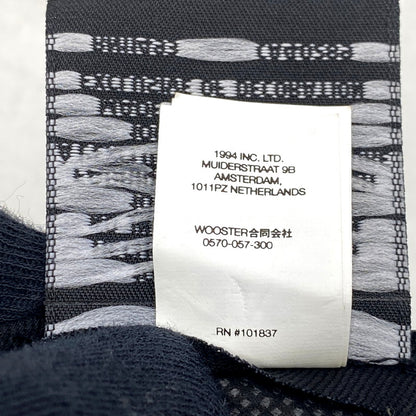 1994 INC. LTD.
MUIDERSTRAAT 9B
AMSTERDAM,
1011PZ NETHERLANDS
WOOSTER合同会社
0570-057-300
RN #101837